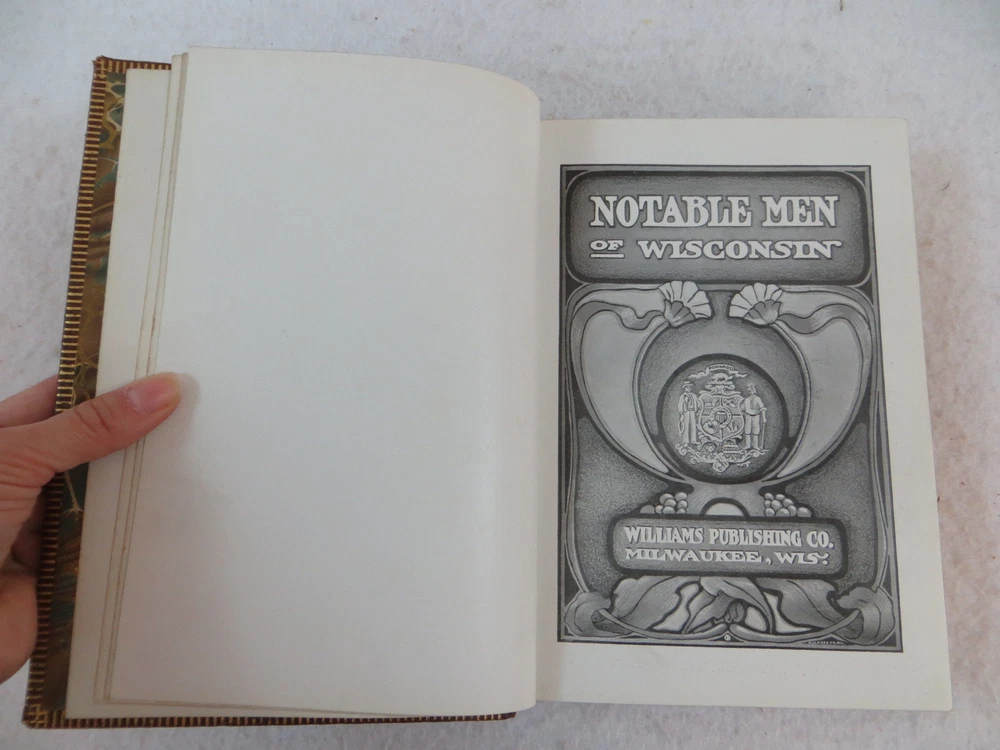 NOTABLE MEN
OF WISCONSIN
WILLIAMS PUBLISHING CO.
MILWAUKEE, WIS.